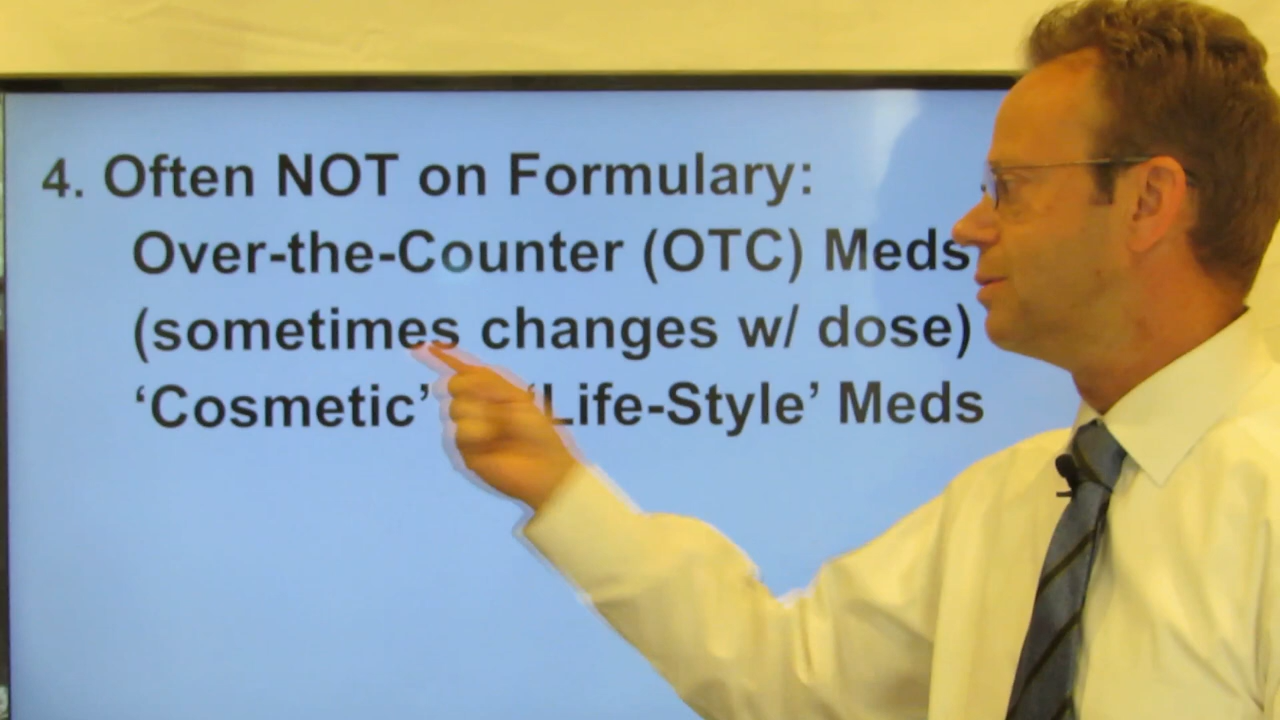 4. Often NOT on Formulary:
Over-the-Counter (OTC) Meds
(sometimes changes w/ dose)
‘Cosmetic’ ‘Life-Style’ Meds